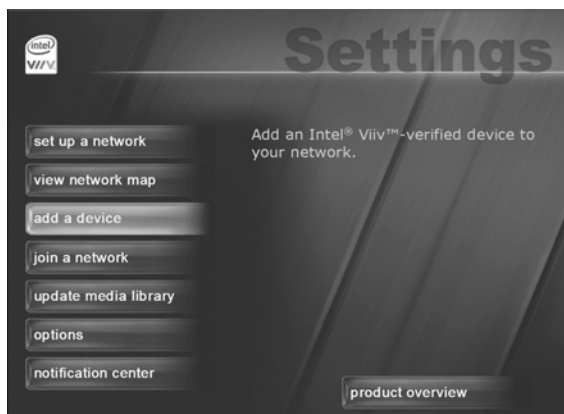 intel
VIIV
Settings
set up a network
Add an Intel® Viiv™-verified device to
your network.
view network map
add a device
join a network
update media library
options
notification center
product overview